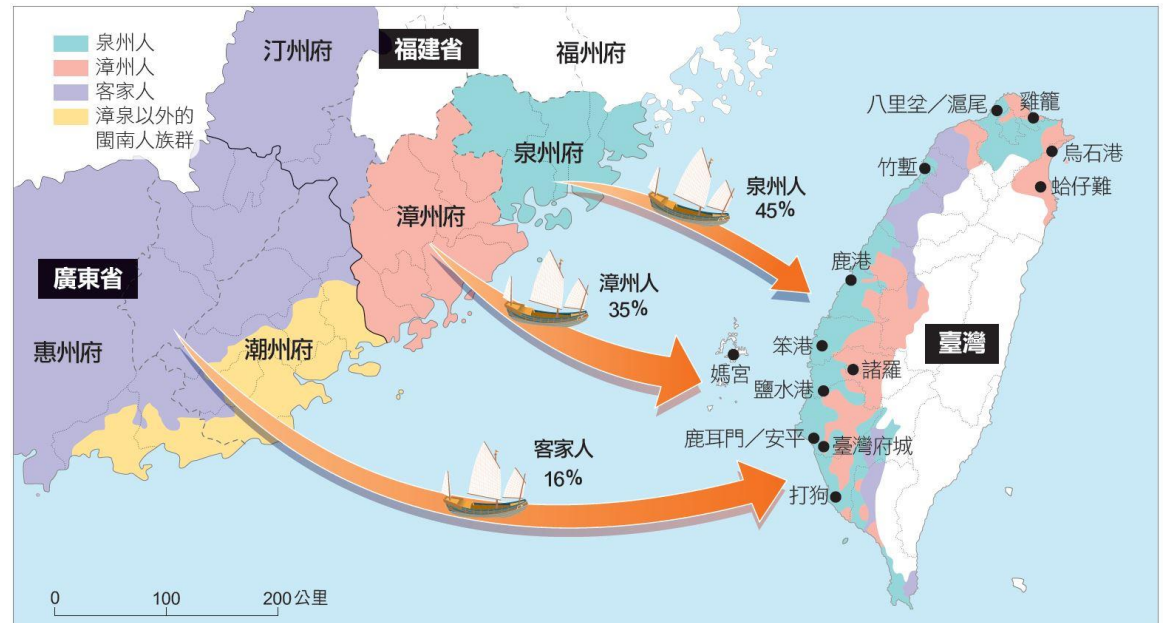 泉州人
漳州人
客家人
漳泉以外的
閩南人族群
汀州府
福建省
福州府
泉州府
漳州府
廣東省
惠州府
潮州府
泉州人
45%
漳州人
35%
客家人
16%
媽宮
八里坌／滬尾
雞籠
烏石港
蛤仔難
竹塹
鹿港
笨港
臺灣
諸羅
鹽水港
鹿耳門／安平
臺灣府城
打狗
0 100 200公里